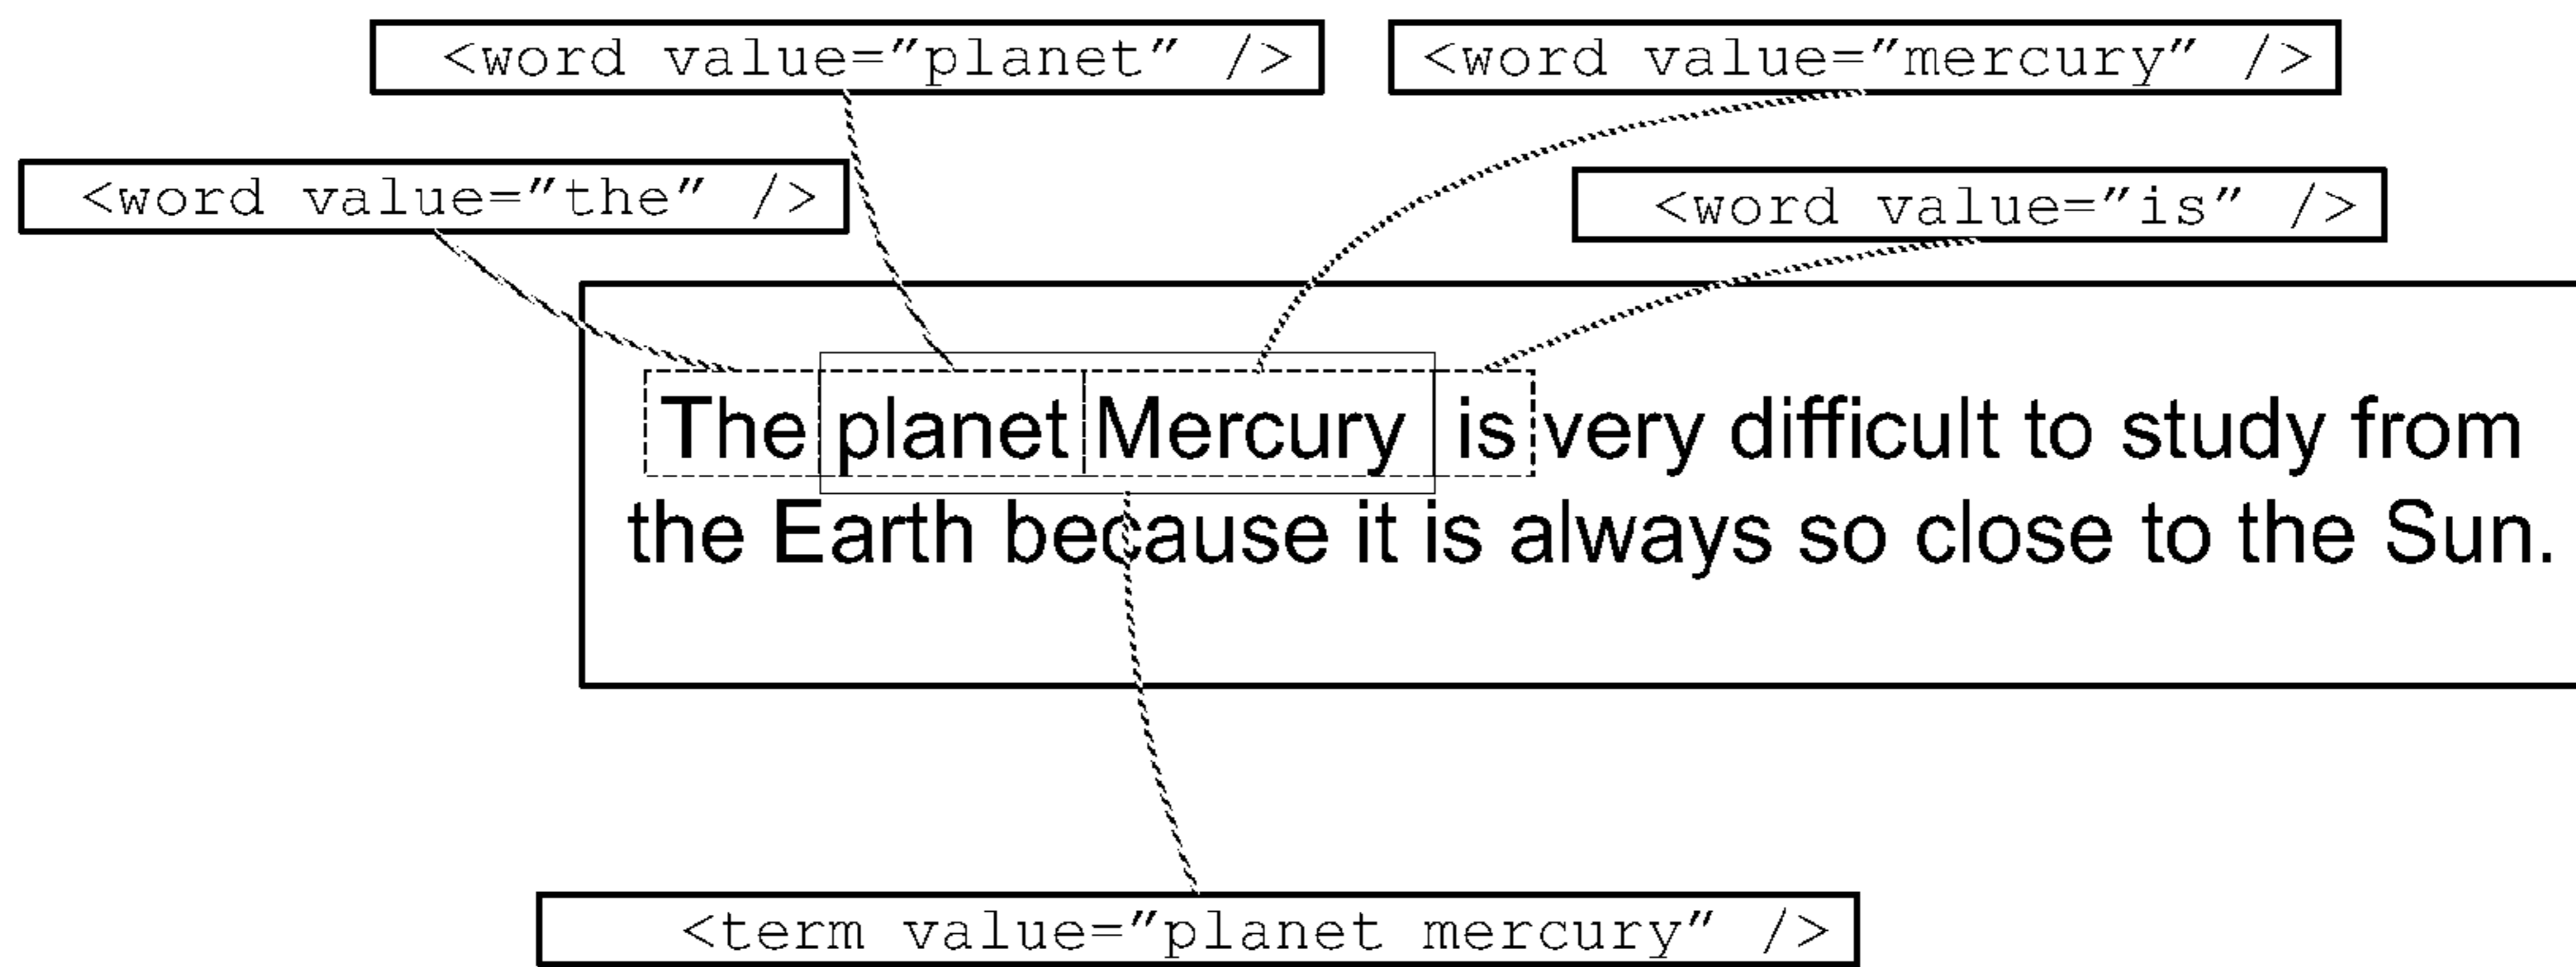 <word value=”planet” />
<word value=”mercury” />
<word value=”the” />
<word value=”is” />
The planet Mercury is very difficult to study from
the Earth because it is always so close to the Sun.
<term value=”planet mercury” />